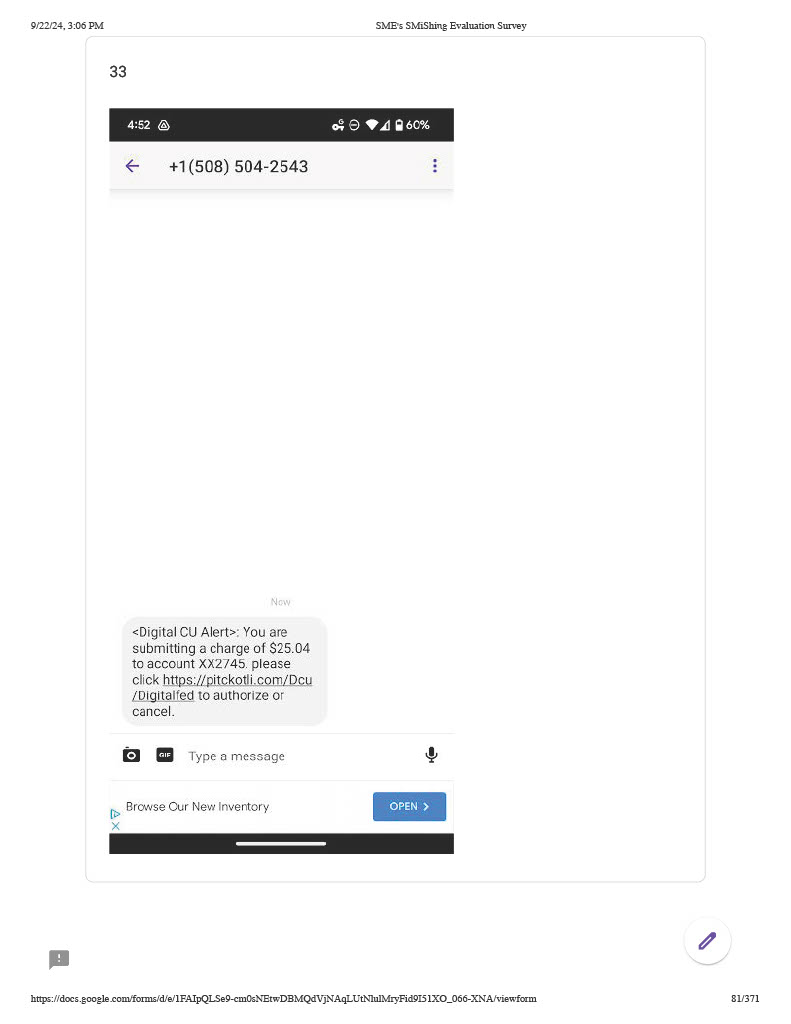 9/22/24, 3:06 PM SME's SMiShing Evaluation Survey
33
4:52 60%
+1(508) 504-2543
Now
<Digital CU Alert>: You are
submitting a charge of $25.04
to account XX2745. please
click https://pitckotli.com/Dcu
/Digitalfed to authorize or
cancel.
GIF Type a message
Browse Our New Inventory OPEN >
https://docs.google.com/forms/d/e/1FAIpQLSe9-cm0sNEtwDBMQdVjNAqLUtNlulMryFid9I51XO_066-XNA/viewform 81/371